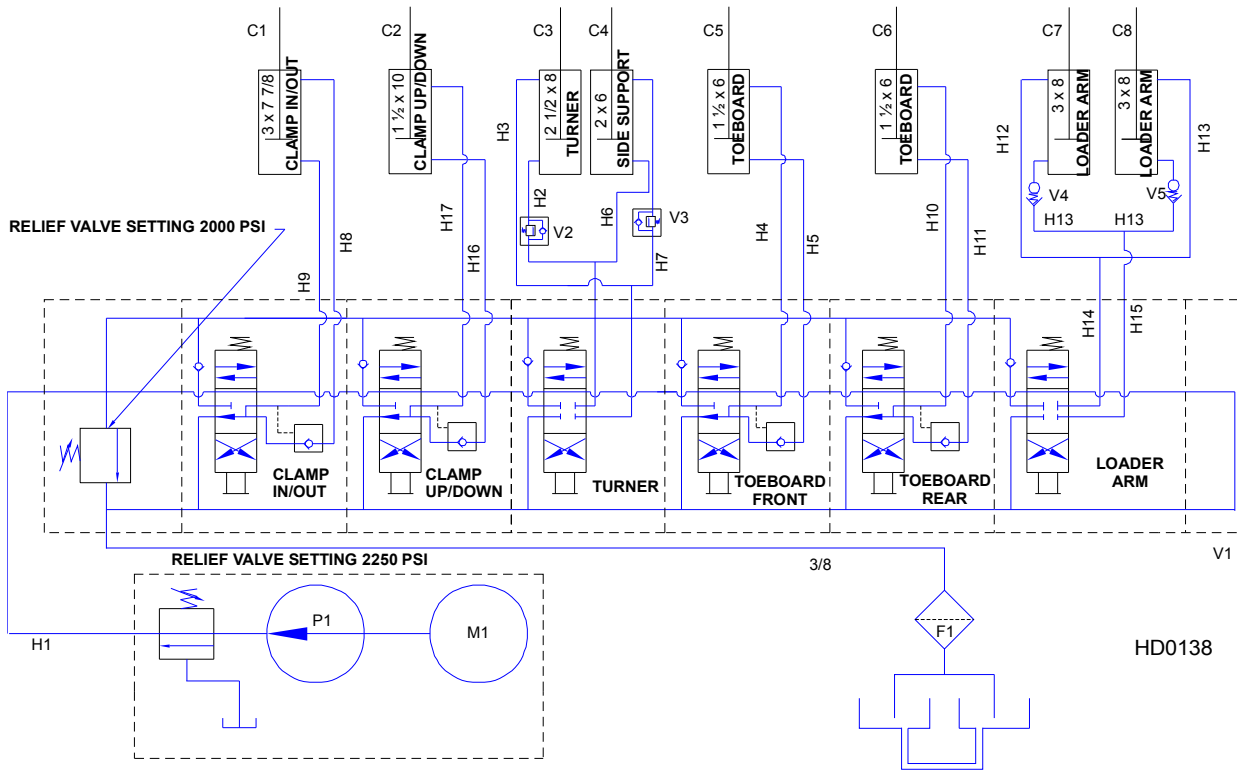 C1
C2
C3
C4
C5
C6
C7
C8
3 x 7 7/8
CLAMP IN/OUT
1 ½ x 10
CLAMP UP/DOWN
2 1/2 x 8
TURNER
2 x 6
SIDE SUPPORT
1 ½ x 6
TOEBOARD
1 ½ x 6
TOEBOARD
3 x 8
LOADER ARM
3 x 8
LOADER ARM
H3
H12
H13
H2
H6
V2
V3
H7
V4
V5
H13
H13
RELIEF VALVE SETTING 2000 PSI
H8
H9
H17
H16
H4
H5
H10
H11
H14
H15
CLAMP
IN/OUT
CLAMP
UP/DOWN
TURNER
TOEBOARD
FRONT
TOEBOARD
REAR
LOADER
ARM
RELIEF VALVE SETTING 2250 PSI
3/8
V1
P1
M1
F1
H1
HD0138